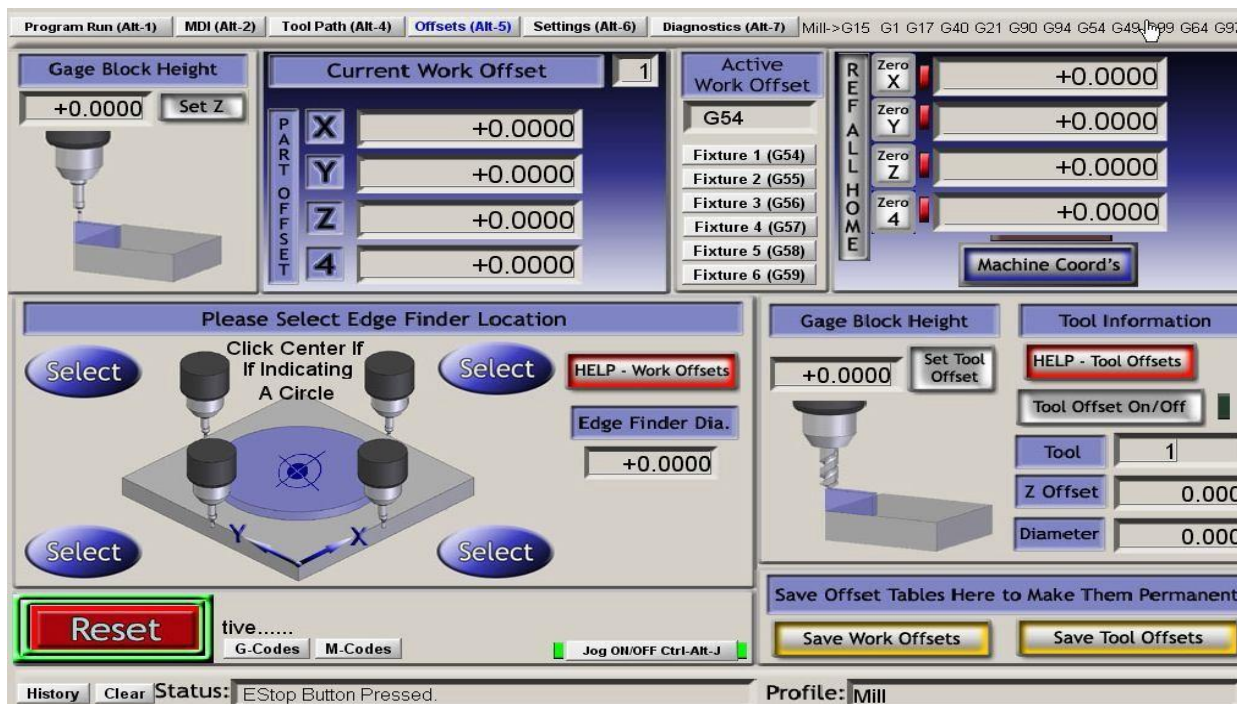 Program Run (Alt-1) MDI (Alt-2) Tool Path (Alt-4) Offsets (Alt-5) Settings (Alt-6) Diagnostics (Alt-7) Mill->G15 G1 G17 G40 G21 G90 G94 G54 G49 G99 G64 G97
Gage Block Height
+0.0000 Set Z
Current Work Offset 1
PART OFFSET
X +0.0000
Y +0.0000
Z +0.0000
4 +0.0000
Active
Work Offset
G54
Fixture 1 (G54)
Fixture 2 (G55)
Fixture 3 (G56)
Fixture 4 (G57)
Fixture 5 (G58)
Fixture 6 (G59)
REF ALL HOME
Zero X +0.0000
Zero Y +0.0000
Zero Z +0.0000
Zero 4 +0.0000
Machine Coord's
Please Select Edge Finder Location
Select
Click Center If
If Indicating
A Circle
Select
HELP - Work Offsets
Edge Finder Dia.
+0.0000
Y X
Select
Select
Gage Block Height
+0.0000
Set Tool
Offset
Tool Information
HELP - Tool Offsets
Tool Offset On/Off
Tool 1
Z Offset 0.000
Diameter 0.000
Save Offset Tables Here to Make Them Permanent
Save Work Offsets Save Tool Offsets
Reset
tive......
G-Codes M-Codes
Jog ON/OFF Ctrl-Alt-J
History Clear Status: EStop Button Pressed.
Profile: Mill